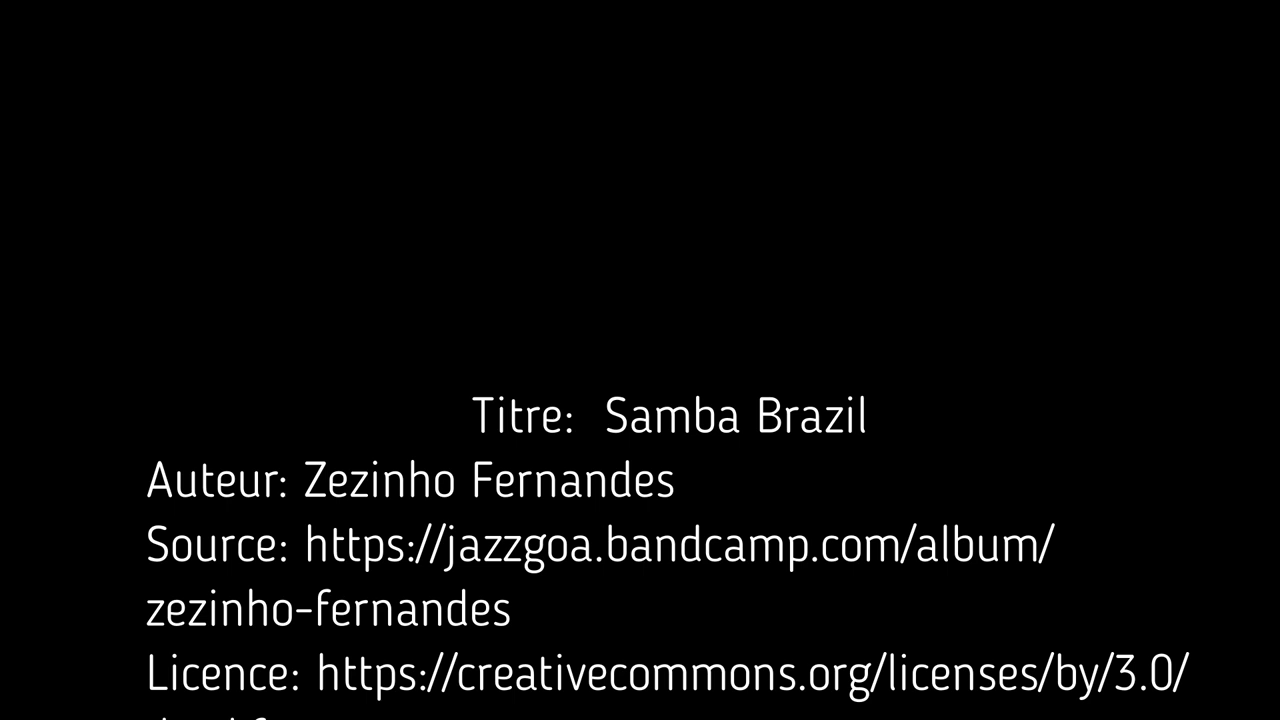 Titre:  Samba Brazil
Auteur: Zezinho Fernandes
Source: https://jazzgoa.bandcamp.com/album/
zezinho-fernandes
Licence: https://creativecommons.org/licenses/by/3.0/